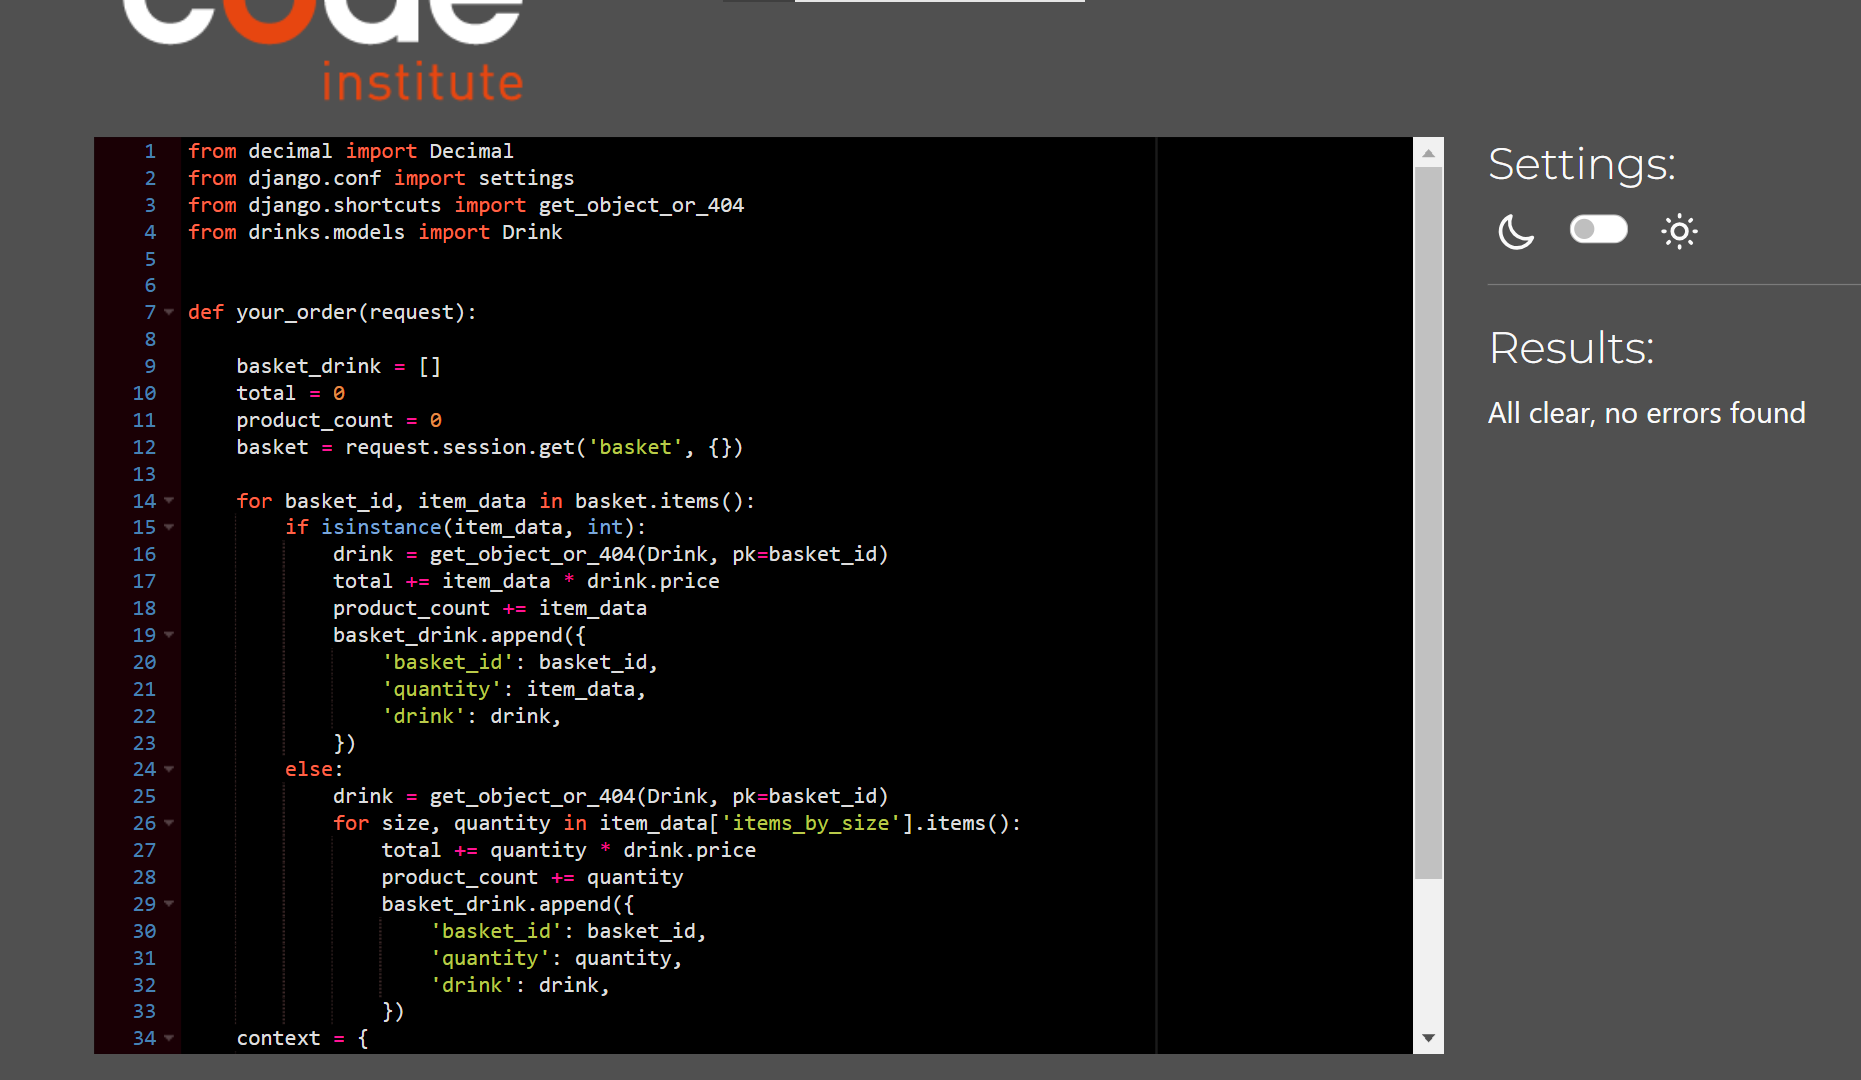 code
institute
1 from decimal import Decimal
2 from django.conf import settings
3 from django.shortcuts import get_object_or_404
4 from drinks.models import Drink
5
6
7 def your_order(request):
8
9     basket_drink = []
10     total = 0
11     product_count = 0
12     basket = request.session.get('basket', {})
13
14     for basket_id, item_data in basket.items():
15         if isinstance(item_data, int):
16             drink = get_object_or_404(Drink, pk=basket_id)
17             total += item_data * drink.price
18             product_count += item_data
19             basket_drink.append({
20                 'basket_id': basket_id,
21                 'quantity': item_data,
22                 'drink': drink,
23             })
24         else:
25             drink = get_object_or_404(Drink, pk=basket_id)
26             for size, quantity in item_data['items_by_size'].items():
27                 total += quantity * drink.price
28                 product_count += quantity
29                 basket_drink.append({
30                     'basket_id': basket_id,
31                     'quantity': quantity,
32                     'drink': drink,
33                 })
34     context = {
Settings:
Results:
All clear, no errors found